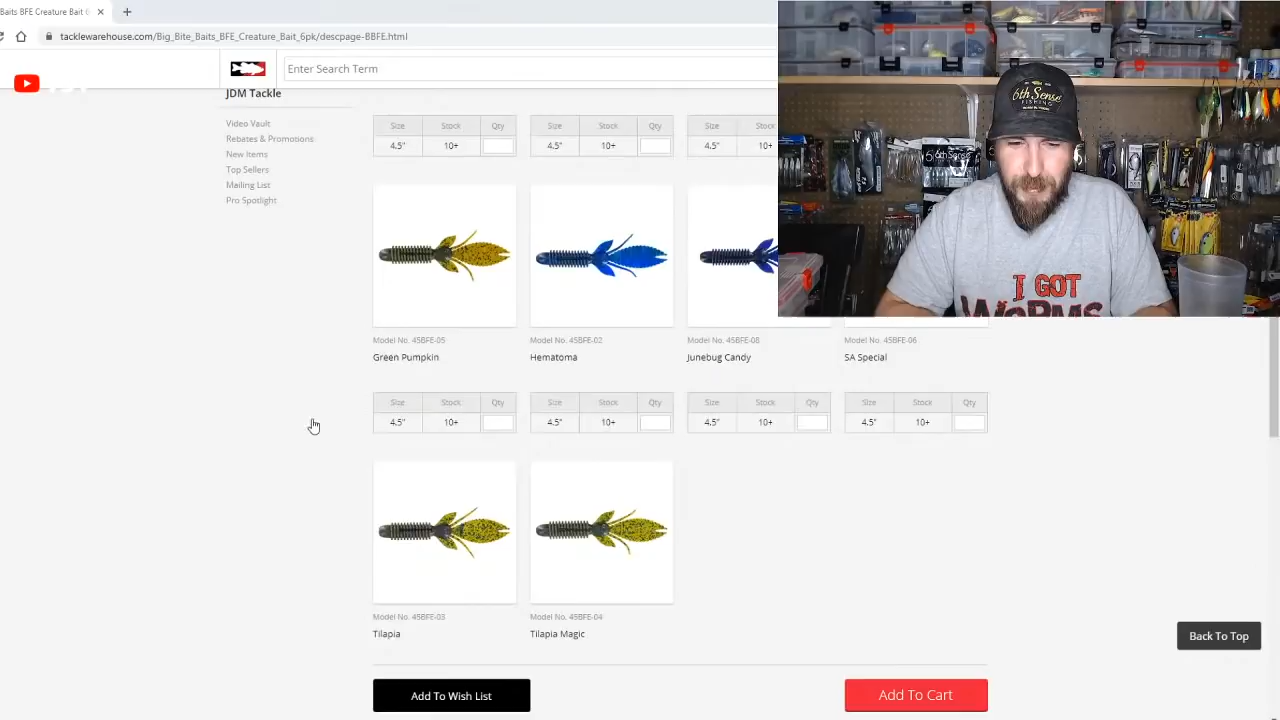 Baits BFE Creature Bait 6
tacklewarehouse.com/Big_Bite_Baits_BFE_Creature_Bait_6pk/descpage-BBFE.html
Enter Search Term
JDM Tackle
Video Vault
Rebates & Promotions
New Items
Top Sellers
Mailing List
Pro Spotlight
Size Stock Qty Size Stock Qty Size Stoc
4.5" 10+ 4.5" 10+ 4.5" 10+
Model No. 45BFE-05 Model No. 45BFE-02 Model No. 45BFE-08 Model No. 45BFE-06
Green Pumpkin Hematoma Junebug Candy SA Special
Size Stock Qty Size Stock Qty Size Stock Qty Size Stock Qty
4.5" 10+ 4.5" 10+ 4.5" 10+ 4.5" 10+
Model No. 45BFE-03 Model No. 45BFE-04
Tilapia Tilapia Magic
Back To Top
Add To Wish List Add To Cart
6th Sense
FISHING
6th Sense
I GOT
WORMS